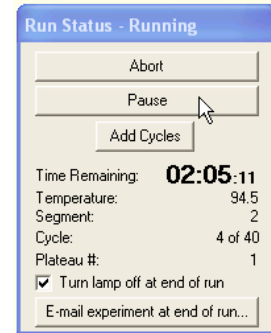 Run Status - Running
Abort
Pause
Add Cycles
Time Remaining: 02:05:11
Temperature: 94.5
Segment: 2
Cycle: 4 of 40
Plateau #: 1
Turn lamp off at end of run
E-mail experiment at end of run...